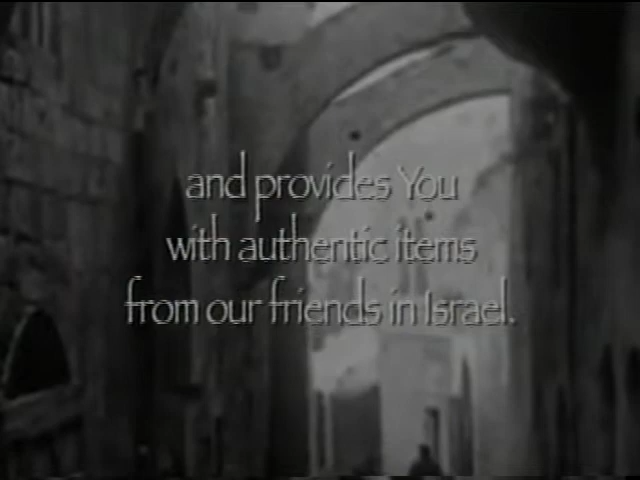 and provides You
with authentic items
from our friends in Israel.